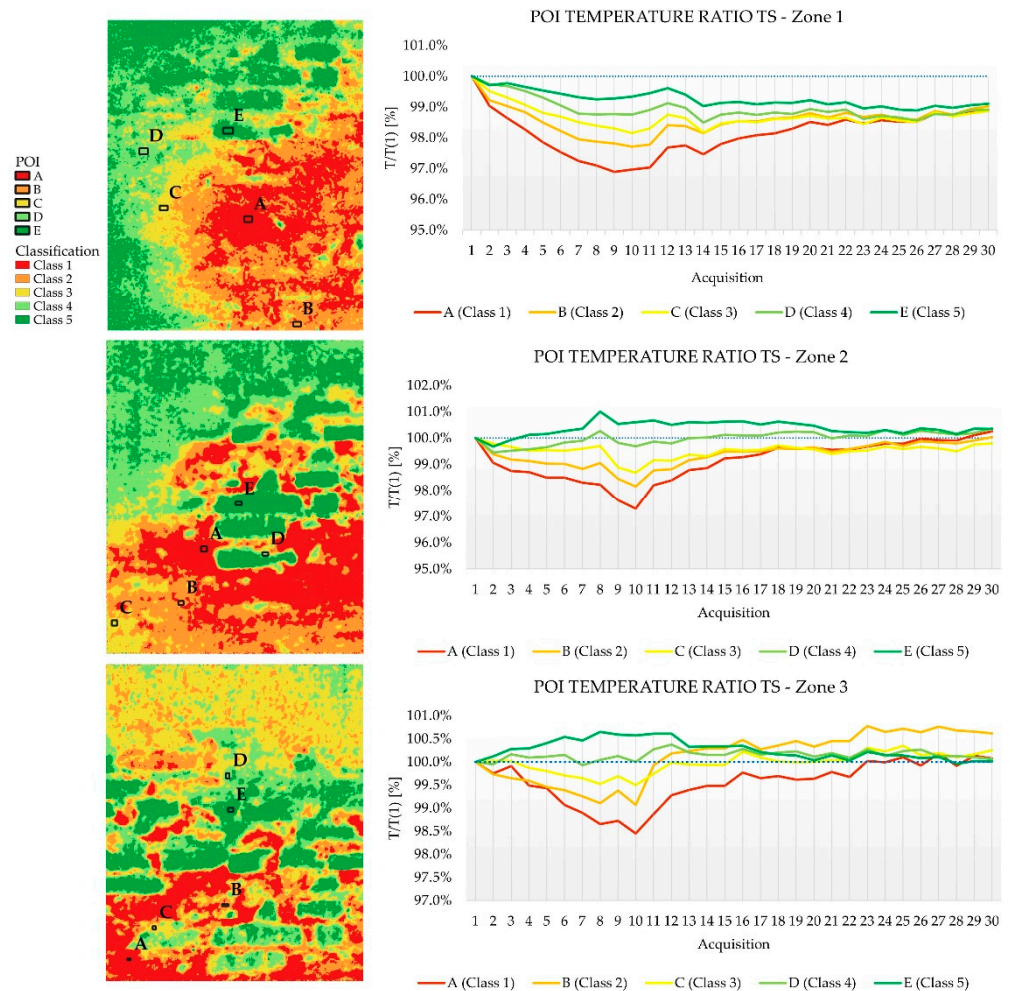 POI
A
B
C
D
E
Classification
Class 1
Class 2
Class 3
Class 4
Class 5
E
D
C
A
B
POI TEMPERATURE RATIO TS - Zone 1
T/T(1) [%]
101.0%
100.0%
99.0%
98.0%
97.0%
96.0%
95.0%
1 2 3 4 5 6 7 8 9 10 11 12 13 14 15 16 17 18 19 20 21 22 23 24 25 26 27 28 29 30
Acquisition
A (Class 1) B (Class 2) C (Class 3) D (Class 4) E (Class 5)
E
A
D
B
C
POI TEMPERATURE RATIO TS - Zone 2
T/T(1) [%]
102.0%
101.0%
100.0%
99.0%
98.0%
97.0%
96.0%
95.0%
1 2 3 4 5 6 7 8 9 10 11 12 13 14 15 16 17 18 19 20 21 22 23 24 25 26 27 28 29 30
Acquisition
A (Class 1) B (Class 2) C (Class 3) D (Class 4) E (Class 5)
D
E
B
C
A
POI TEMPERATURE RATIO TS - Zone 3
T/T(1) [%]
101.0%
100.5%
100.0%
99.5%
99.0%
98.5%
98.0%
97.5%
97.0%
1 2 3 4 5 6 7 8 9 10 11 12 13 14 15 16 17 18 19 20 21 22 23 24 25 26 27 28 29 30
Acquisition
A (Class 1) B (Class 2) C (Class 3) D (Class 4) E (Class 5)